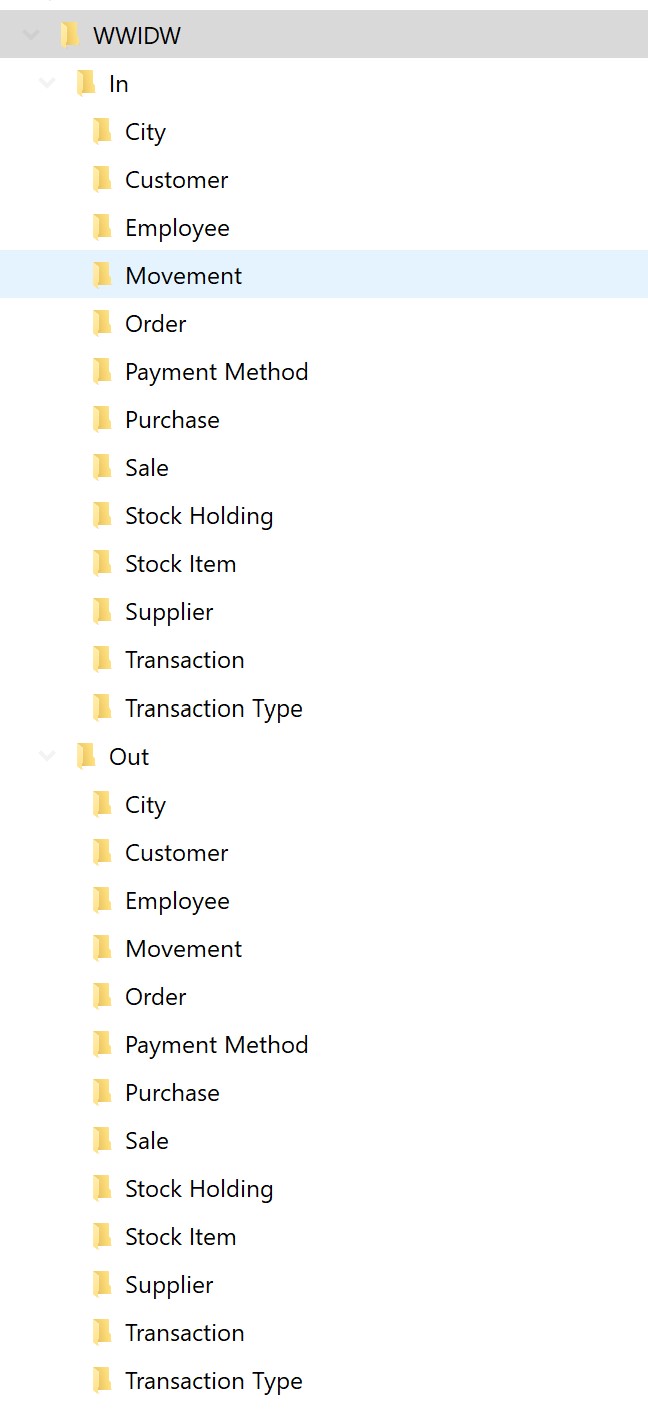 WWIDW
In
City
Customer
Employee
Movement
Order
Payment Method
Purchase
Sale
Stock Holding
Stock Item
Supplier
Transaction
Transaction Type
Out
City
Customer
Employee
Movement
Order
Payment Method
Purchase
Sale
Stock Holding
Stock Item
Supplier
Transaction
Transaction Type